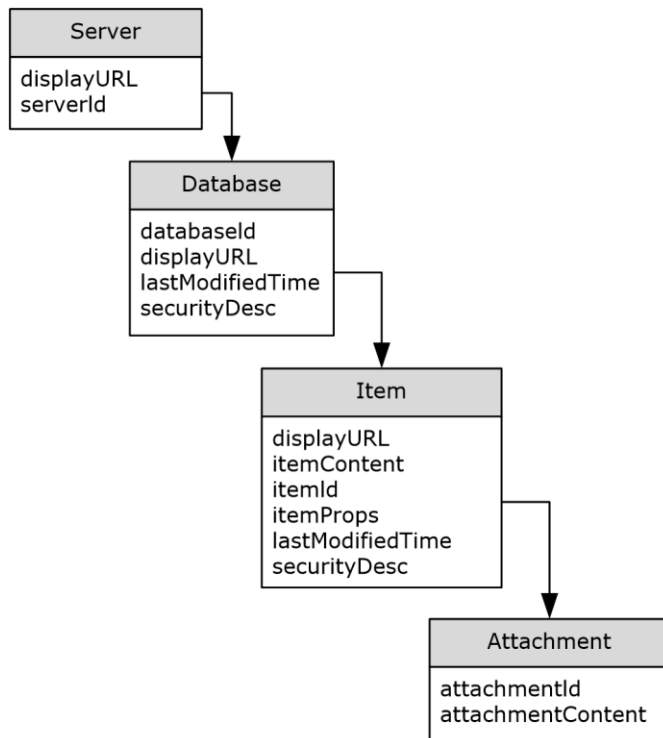 Server
displayURL
serverId
Database
databaseId
displayURL
lastModifiedTime
securityDesc
Item
displayURL
itemContent
itemId
itemProps
lastModifiedTime
securityDesc
Attachment
attachmentId
attachmentContent